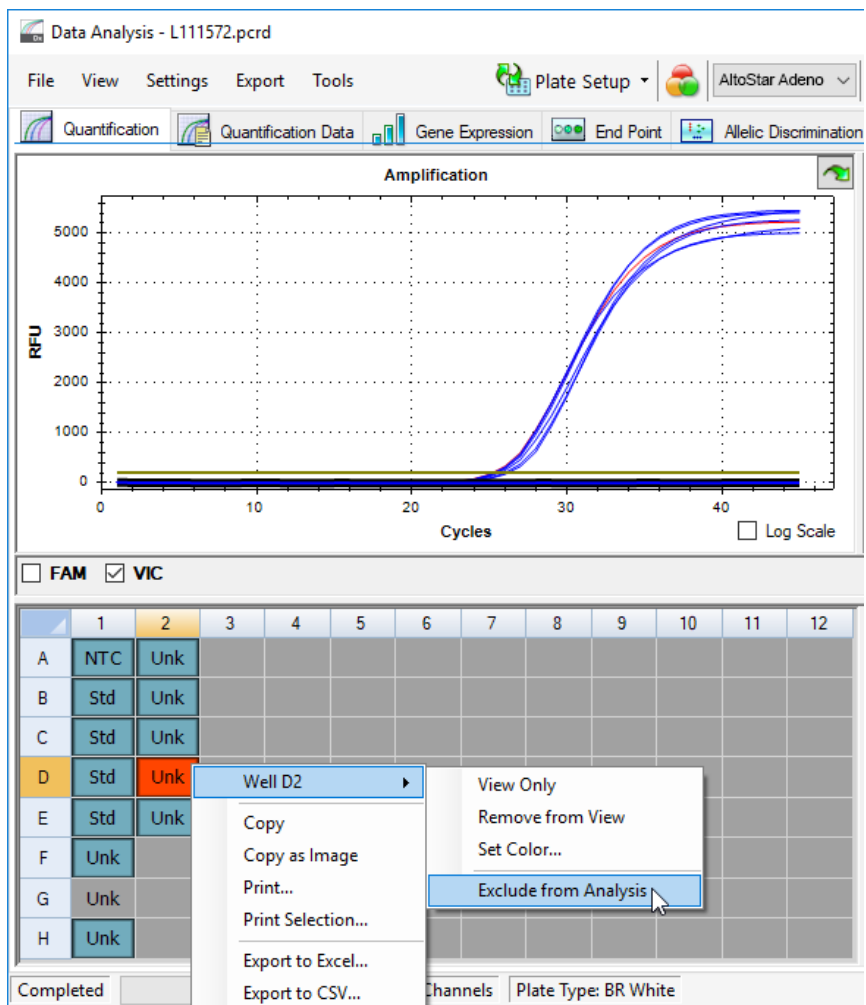 Data Analysis - L111572.pcrd
File View Settings Export Tools Plate Setup AltoStar Adeno
Quantification Quantification Data Gene Expression End Point Allelic Discrimination
Amplification
5000
4000
3000
2000
1000
0
RFU
0 10 20 30 40
Cycles
Log Scale
FAM VIC
1 2 3 4 5 6 7 8 9 10 11 12
A NTC Unk
B Std Unk
C Std Unk
D Std Unk
E Std Unk
F Unk
G Unk
H Unk
Well D2
Copy
Copy as Image
Print...
Print Selection...
Export to Excel...
Export to CSV...
View Only
Remove from View
Set Color...
Exclude from Analysis
Completed Channels Plate Type: BR White